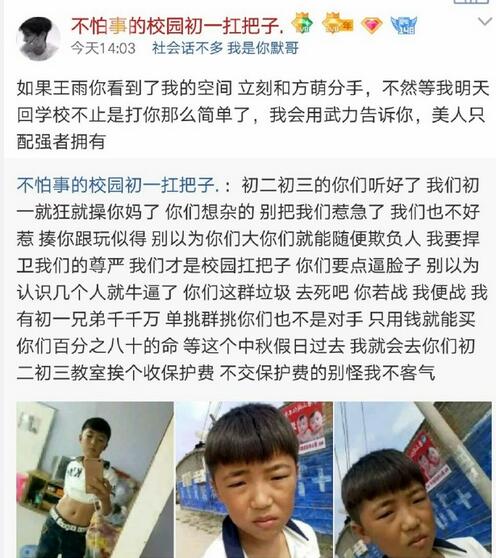 不怕事的校园初一扛把子.
今天14:03 社会话不多 我是你默哥
如果王雨你看到了我的空间 立刻和方萌分手，不然等我明天
回学校不止是打你那么简单了，我会用武力告诉你，美人只
配强者拥有
不怕事的校园初一扛把子.：初二初三的你们听好了 我们初
一就狂就操你妈了 你们想杂的 别把我们惹急了 我们也不好
惹 揍你跟玩似得 别以为你们大你们就能随便欺负人 我要捍
卫我们的尊严 我们才是校园扛把子 你们要点逼脸子 别以为
认识几个人就牛逼了 你们这群垃圾 去死吧 你若战 我便战 我
有初一兄弟千千万 单挑群挑你们也不是对手 只用钱就能买
你们百分之八十的命 等这个中秋假日过去 我就会去你们初
二初三教室挨个收保护费 不交保护费的别怪我不客气